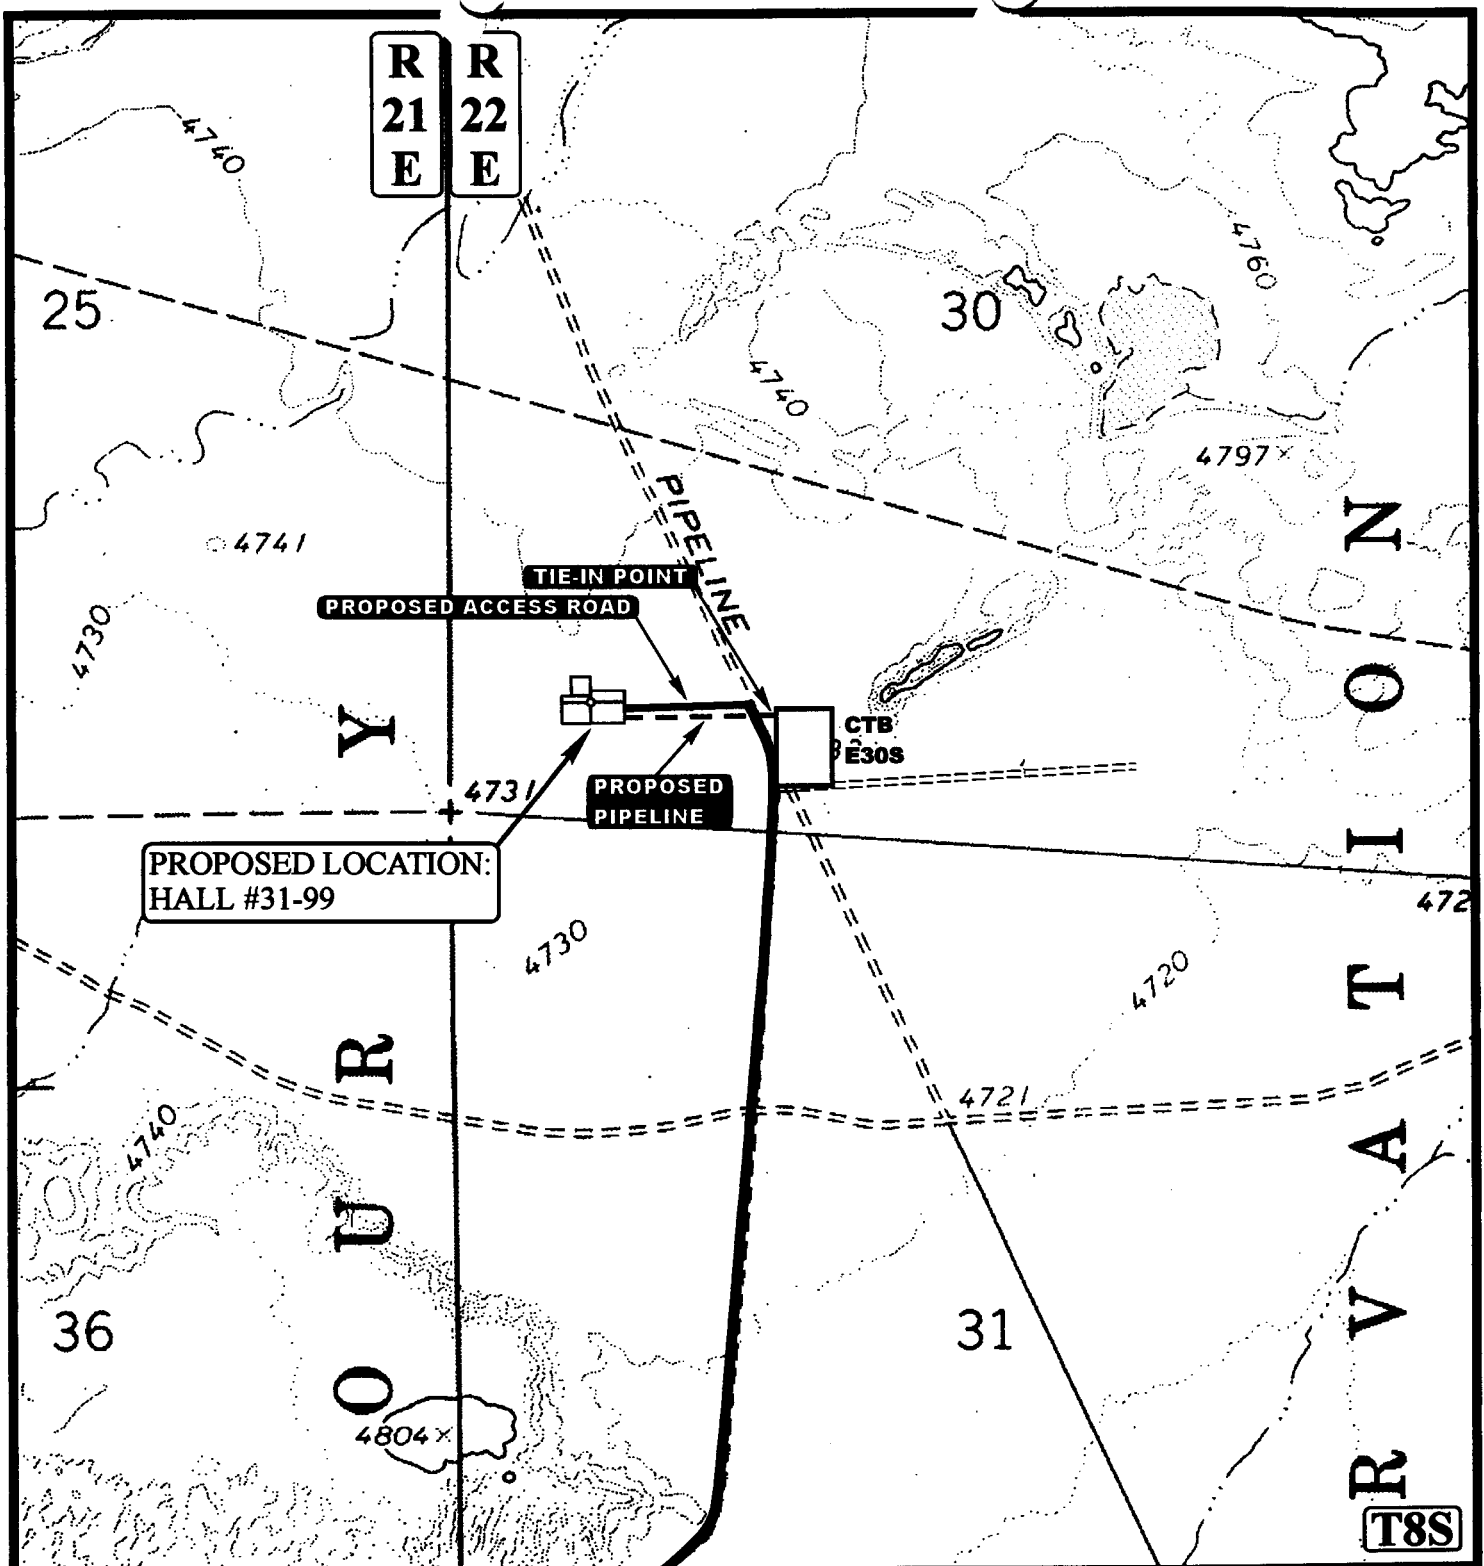 R 21 E
R 22 E
4740
25
30
4760
4740
4797×
PIPELINE
4741
TIE-IN POINT
PROPOSED ACCESS ROAD
4730
CTB
E30S
4731
PROPOSED
PIPELINE
PROPOSED LOCATION:
HALL #31-99
472
4730
4720
4721
4740
36
31
4804×
O U R Y
R V A T I O N
T8S